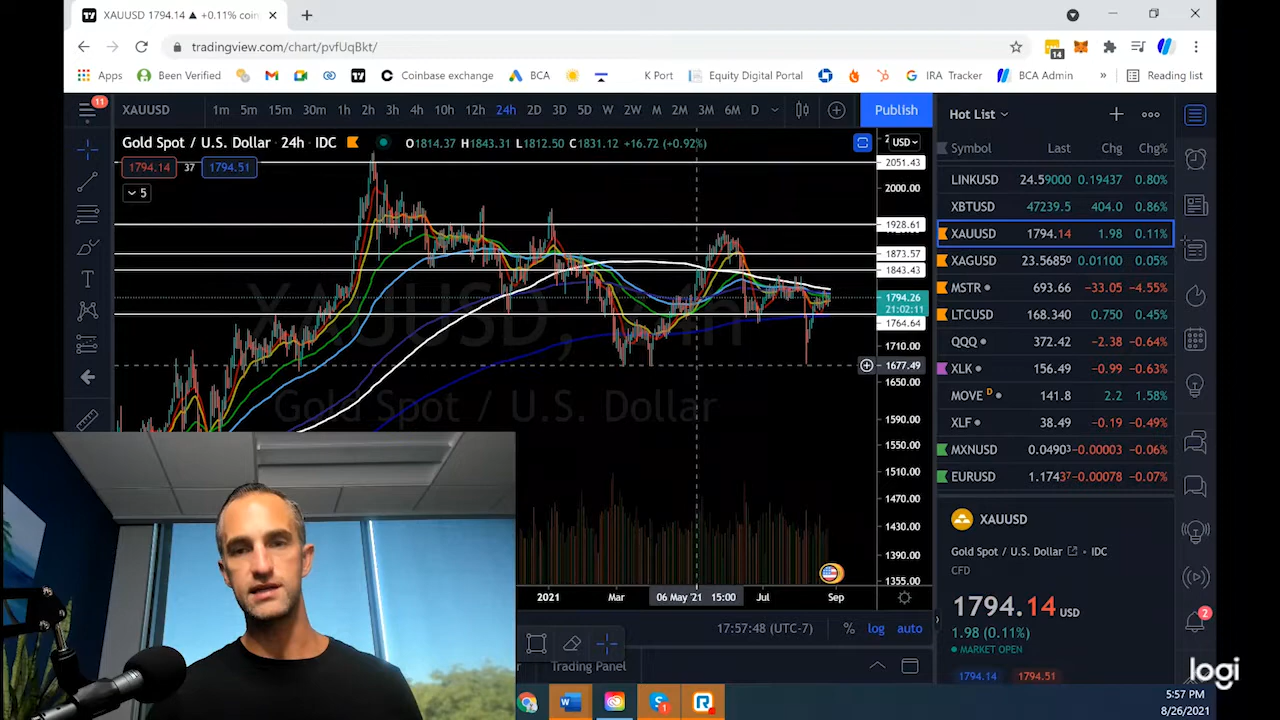 XAUUSD 1794.14 ▲ +0.11% coin
tradingview.com/chart/pvfUqBkt/
14
Apps Been Verified Coinbase exchange BCA K Port Equity Digital Portal IRA Tracker BCA Admin » Reading list
11
XAUUSD 1m 5m 15m 30m 1h 2h 3h 4h 10h 12h 24h 2D 3D 5D W 2W M 2M 3M 6M D Publish
Hot List
Gold Spot / U.S. Dollar · 24h · IDC O1814.37 H1843.31 L1812.50 C1831.12 +16.72 (+0.92%)
USD
1794.14 37 1794.51
5
2051.43
2000.00
1928.61
1873.57
1843.43
1794.26
21:02:11
1764.64
1710.00
1677.49
1650.00
1590.00
1550.00
1510.00
1470.00
1430.00
1390.00
1355.00
XAUUSD, 24h
Gold Spot / U.S. Dollar
2021 Mar 06 May '21 15:00 Jul Sep
17:57:48 (UTC-7) % log auto
Trading Panel
Symbol Last Chg Chg%
LINKUSD 24.59000 0.19437 0.80%
XBTUSD 47239.5 404.0 0.86%
XAUUSD 1794.14 1.98 0.11%
XAGUSD 23.5685⁰ 0.01100 0.05%
MSTR 693.66 −33.05 −4.55%
LTCUSD 168.340 0.750 0.45%
QQQ 372.42 −2.38 −0.64%
XLK 156.49 −0.99 −0.63%
MOVE D 141.8 2.2 1.58%
XLF 38.49 −0.19 −0.49%
MXNUSD 0.0490³ −0.00003 −0.06%
EURUSD 1.17437 −0.00078 −0.07%
XAUUSD
Gold Spot / U.S. Dollar · IDC
CFD
1794.14 USD
1.98 (0.11%)
MARKET OPEN
1794.14 1794.51
2
logi
1
5:57 PM
8/26/2021